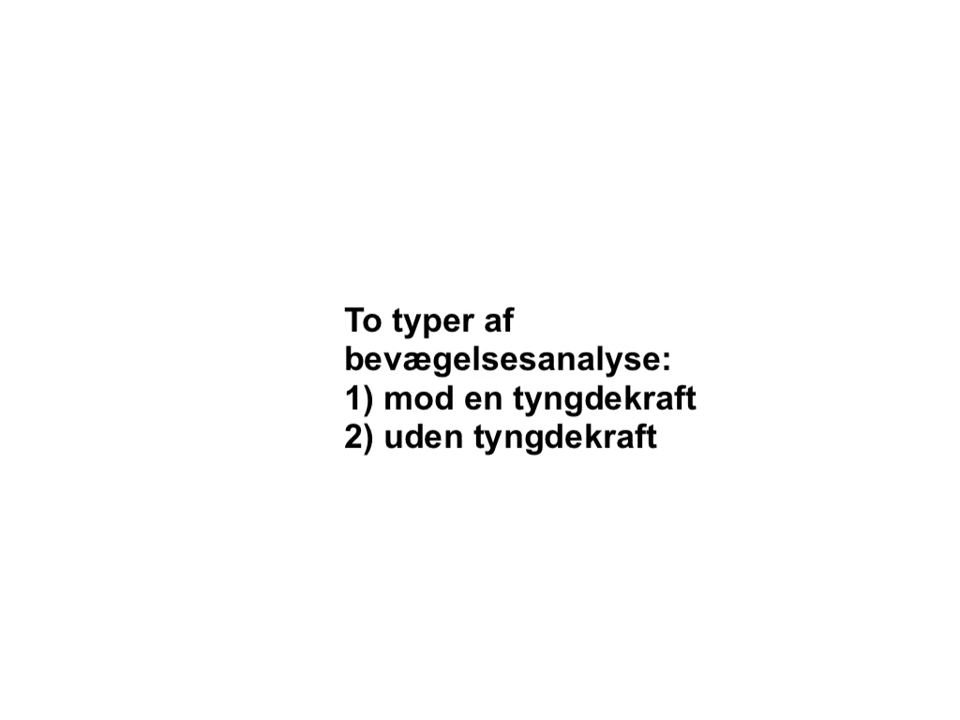 To typer af
bevægelsesanalyse:
1) mod en tyngdekraft
2) uden tyngdekraft